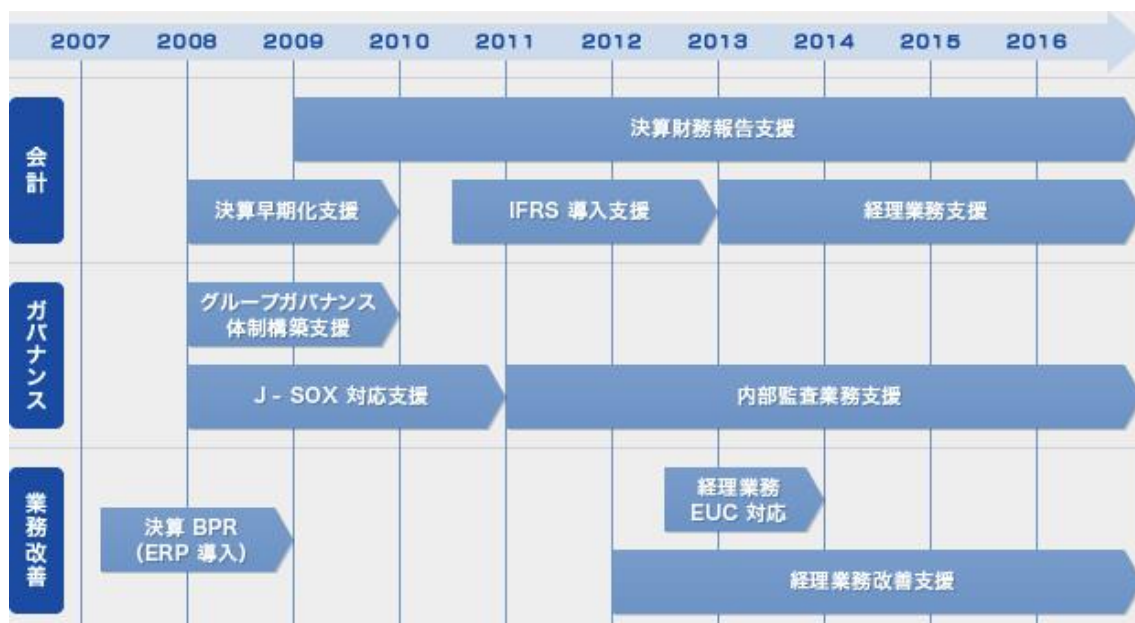 2007 2008 2009 2010 2011 2012 2013 2014 2015 2016
会計
決算財務報告支援
決算早期化支援
IFRS 導入支援
経理業務支援
ガバナンス
グループガバナンス
体制構築支援
J - SOX 対応支援
内部監査業務支援
業務改善
決算 BPR
(ERP 導入)
経理業務
EUC 対応
経理業務改善支援